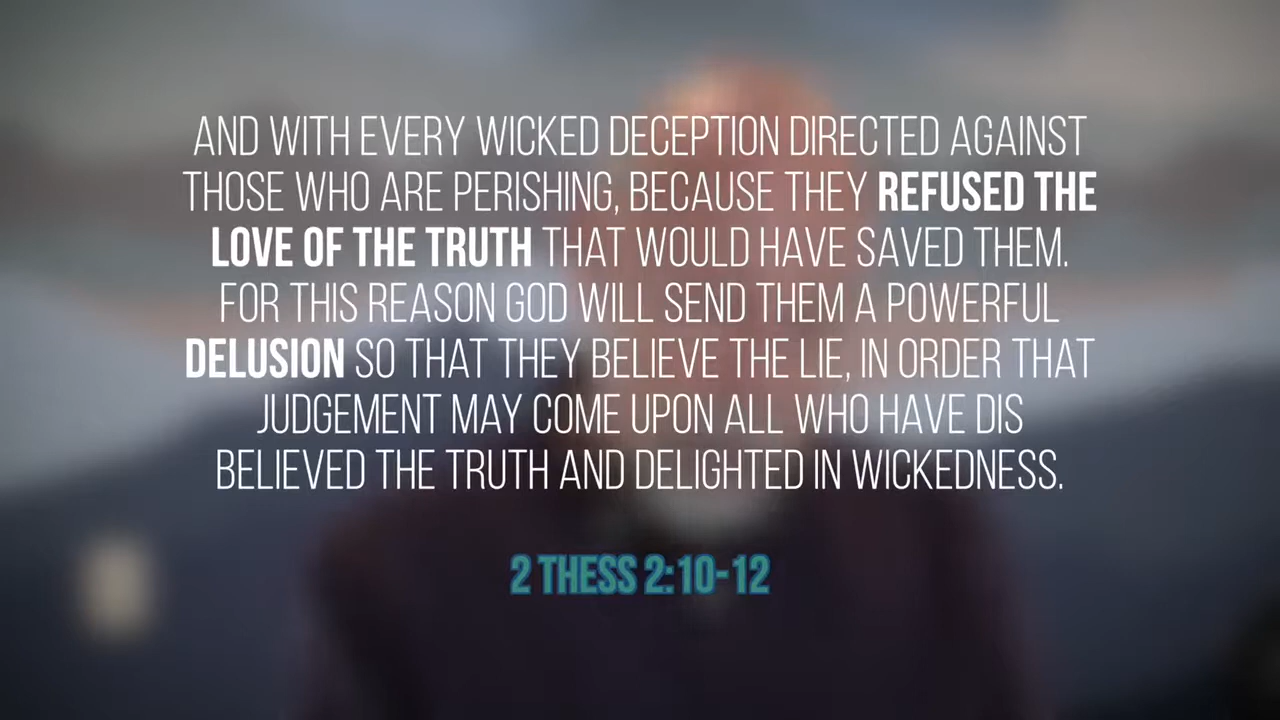 AND WITH EVERY WICKED DECEPTION DIRECTED AGAINST
THOSE WHO ARE PERISHING, BECAUSE THEY REFUSED THE
LOVE OF THE TRUTH THAT WOULD HAVE SAVED THEM.
FOR THIS REASON GOD WILL SEND THEM A POWERFUL
DELUSION SO THAT THEY BELIEVE THE LIE, IN ORDER THAT
JUDGEMENT MAY COME UPON ALL WHO HAVE DIS
BELIEVED THE TRUTH AND DELIGHTED IN WICKEDNESS.
2 THESS 2:10-12